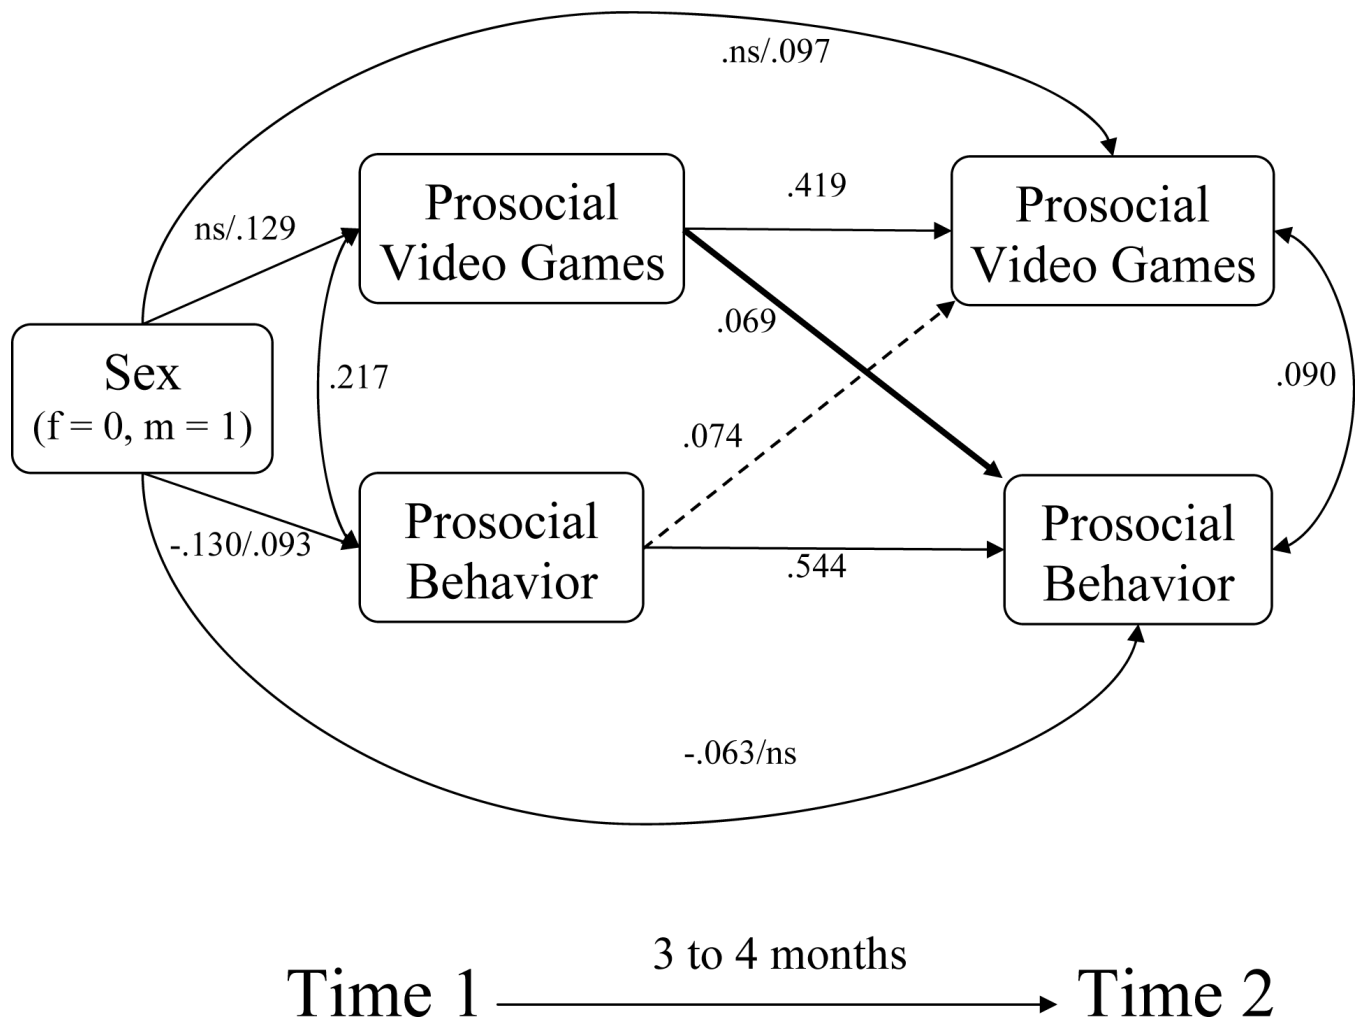 .ns/.097
Prosocial
Video Games
.419
Prosocial
Video Games
ns/.129
.069
Sex
(f = 0, m = 1)
.217
.090
.074
Prosocial
Behavior
-.130/.093
.544
Prosocial
Behavior
-.063/ns
3 to 4 months
Time 1
Time 2